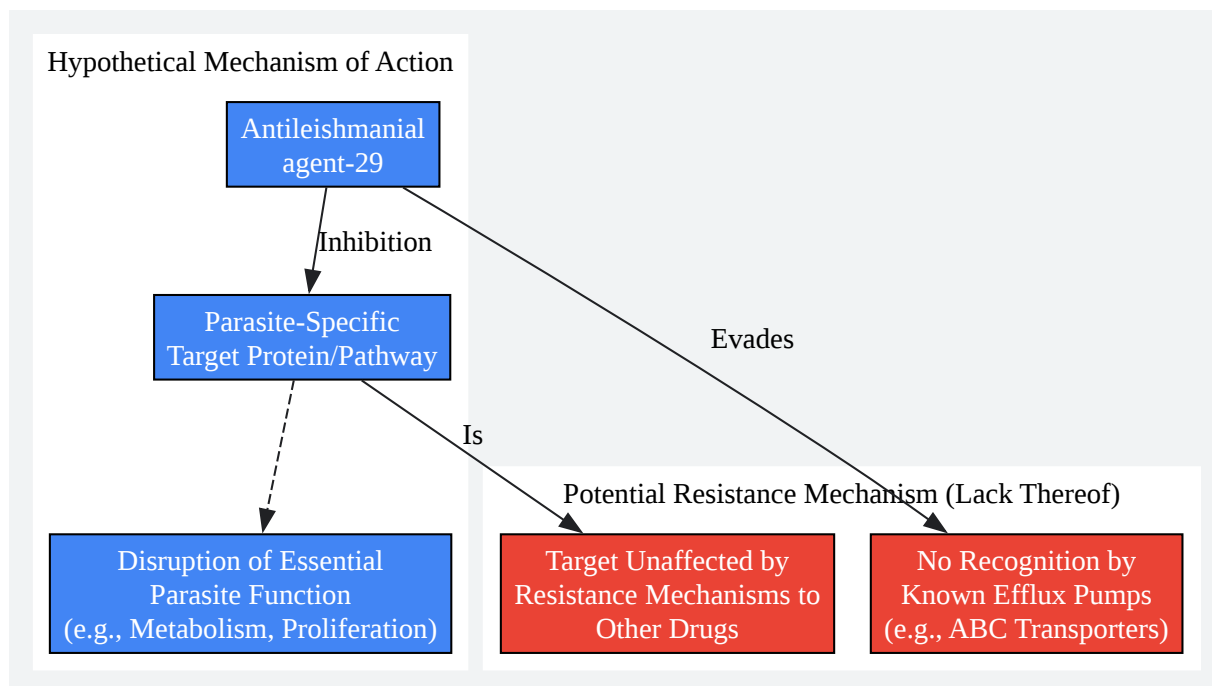 Hypothetical Mechanism of Action
Antileishmanial
agent-29
Inhibition
Parasite-Specific
Target Protein/Pathway
Evades
Is
Potential Resistance Mechanism (Lack Thereof)
Disruption of Essential
Parasite Function
(e.g., Metabolism, Proliferation)
Target Unaffected by
Resistance Mechanisms to
Other Drugs
No Recognition by
Known Efflux Pumps
(e.g., ABC Transporters)